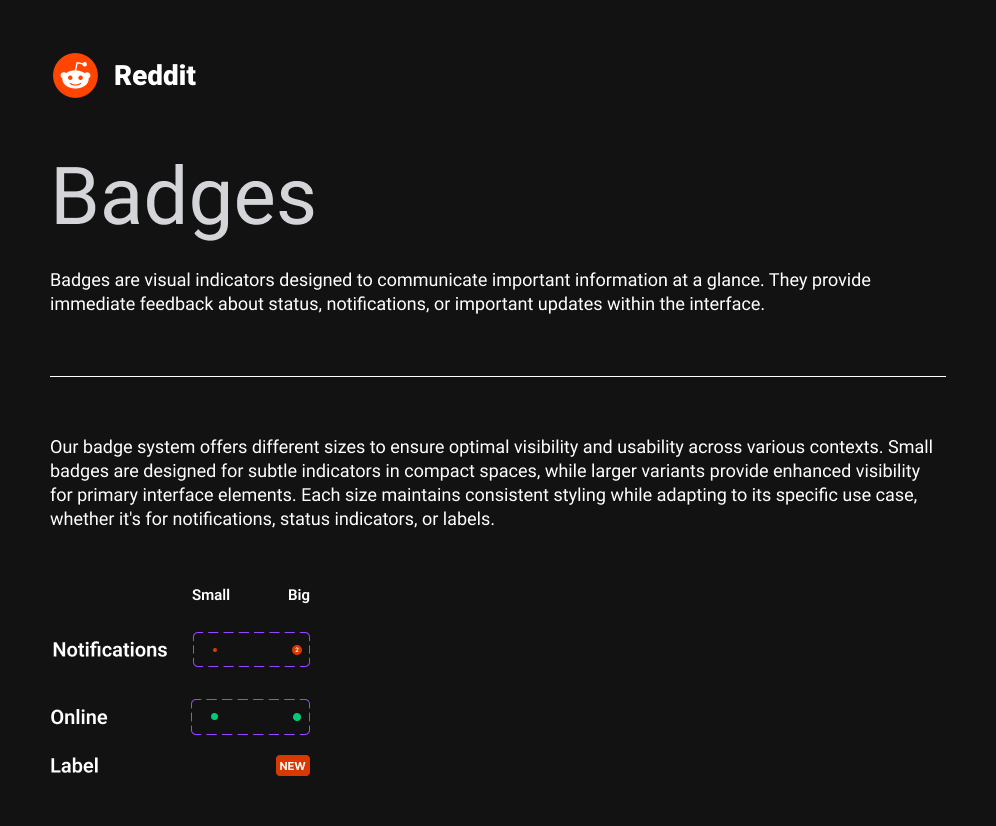 Reddit
Badges
Badges are visual indicators designed to communicate important information at a glance. They provide
immediate feedback about status, notifications, or important updates within the interface.
Our badge system offers different sizes to ensure optimal visibility and usability across various contexts. Small
badges are designed for subtle indicators in compact spaces, while larger variants provide enhanced visibility
for primary interface elements. Each size maintains consistent styling while adapting to its specific use case,
whether it's for notifications, status indicators, or labels.
Small Big
Notifications 2
Online
Label NEW